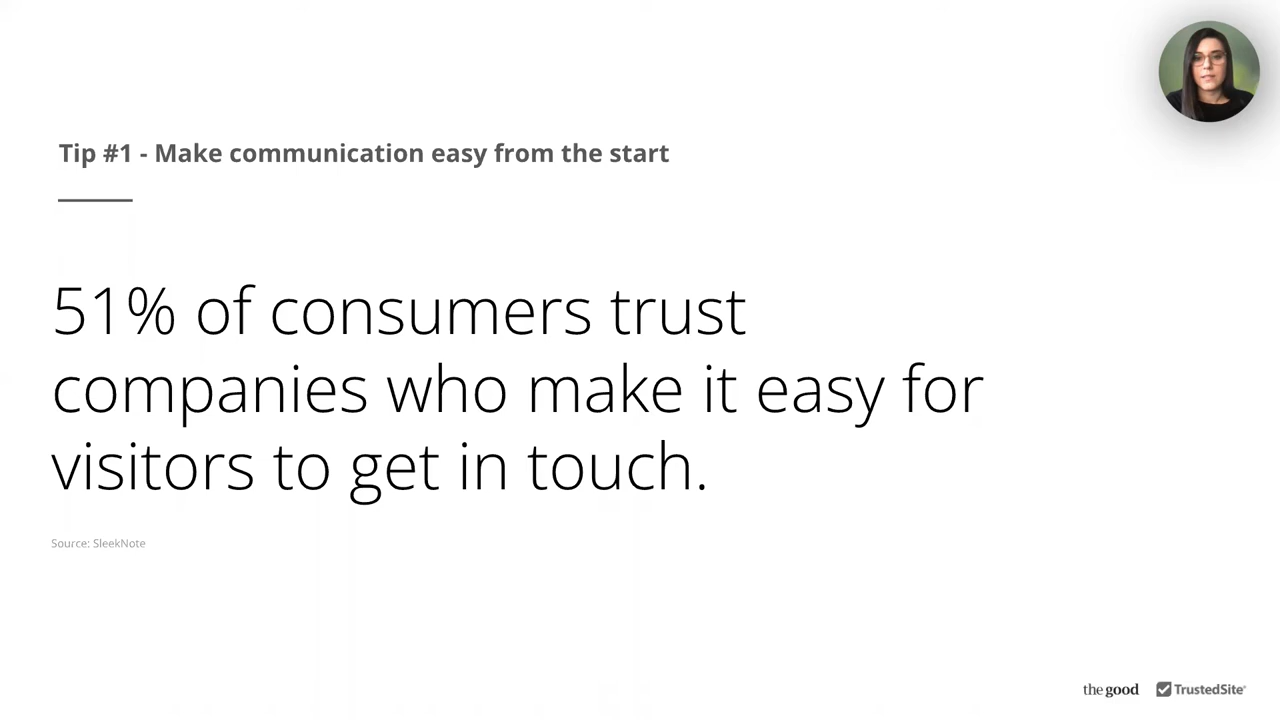 Tip #1 - Make communication easy from the start
51% of consumers trust
companies who make it easy for
visitors to get in touch.
Source: SleekNote
the good TrustedSite